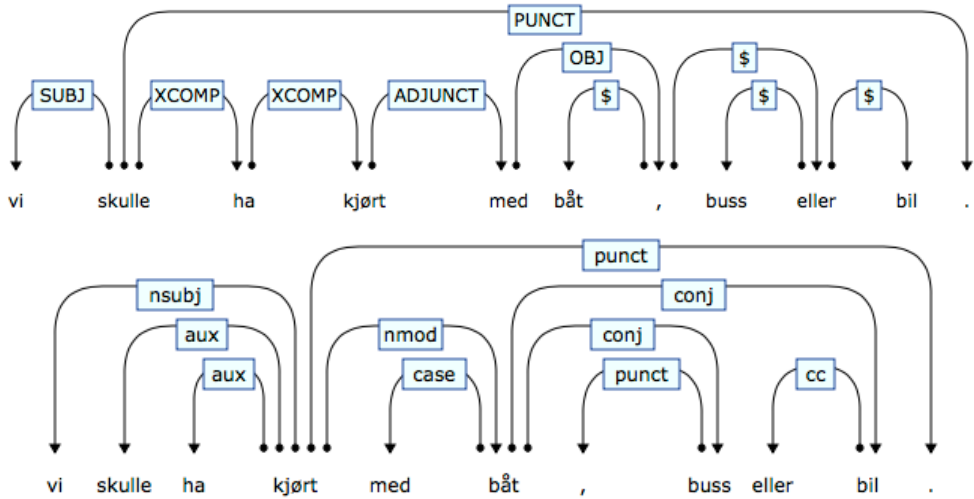 PUNCT
OBJ $
SUBJ XCOMP XCOMP ADJUNCT $ $ $
vi skulle ha kjørt med båt , buss eller bil .
punct
nsubj conj
aux nmod conj
aux case punct cc
vi skulle ha kjørt med båt , buss eller bil .